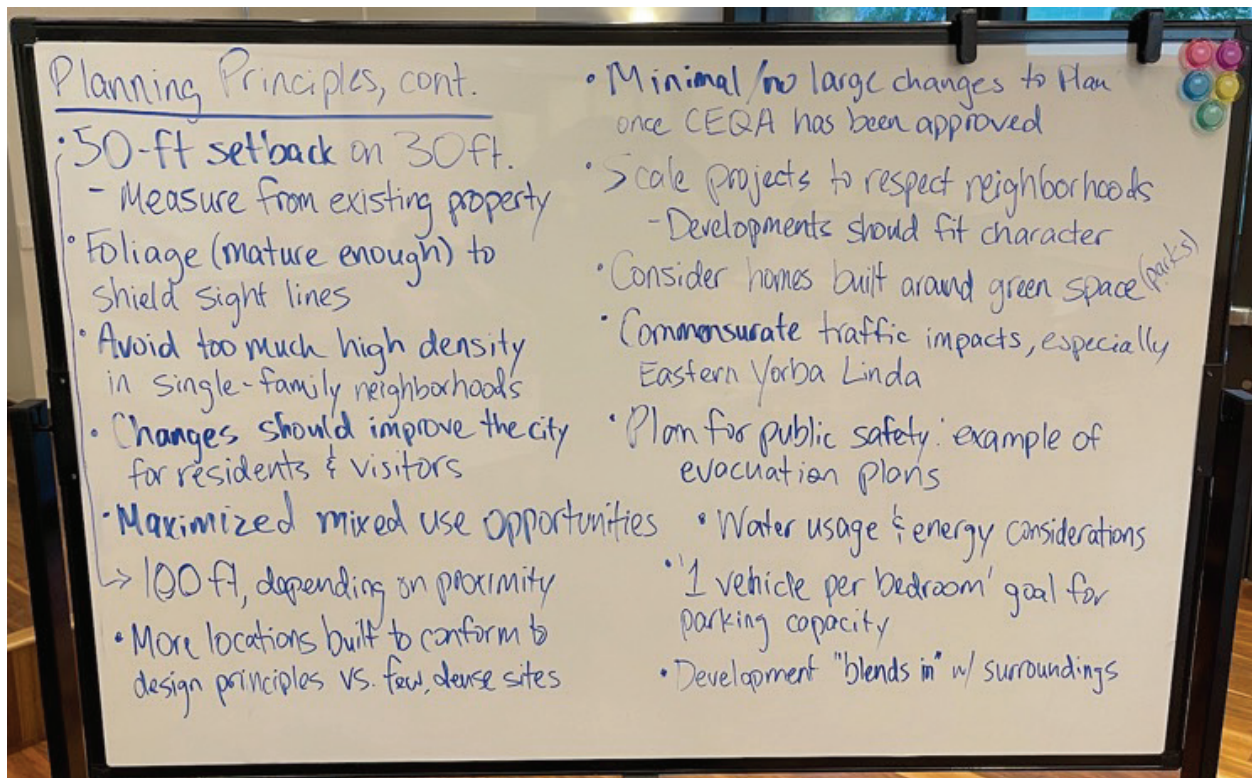 Planning Principles, cont.
• 50-ft setback on 30ft.
- Measure from existing property
• Foliage (mature enough) to
shield sight lines
• Avoid too much high density
in single-family neighborhoods
• Changes should improve the city
for residents & visitors
• Maximized mixed use opportunities
→ 100 ft, depending on proximity
• More locations built to conform to
design principles vs. few, dense sites
• Minimal/no large changes to Plan
once CEQA has been approved
• Scale projects to respect neighborhoods
- Developments should fit character
• Consider homes built around green space (parks)
• Commensurate traffic impacts, especially
Eastern Yorba Linda
• Plan for public safety: example of
evacuation plans
• Water usage & energy considerations
• '1 vehicle per bedroom' goal for
parking capacity
• Development "blends in" w/ surroundings